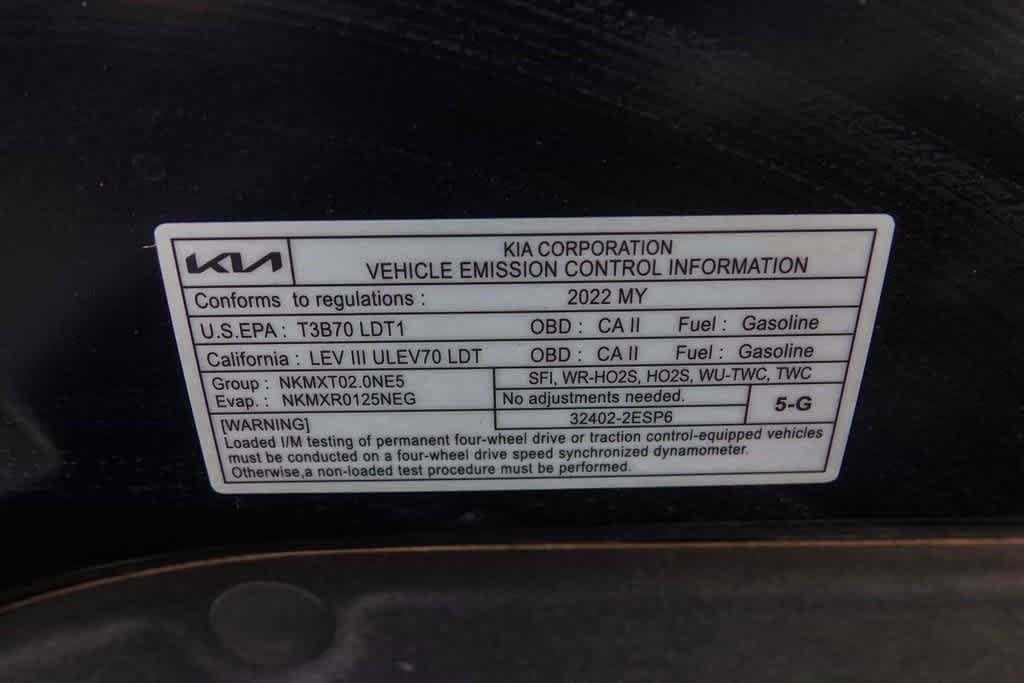 KIA
KIA CORPORATION
VEHICLE EMISSION CONTROL INFORMATION
Conforms to regulations : 2022 MY
U.S.EPA : T3B70 LDT1 OBD : CA II Fuel : Gasoline
California : LEV III ULEV70 LDT OBD : CA II Fuel : Gasoline
Group : NKMXT02.0NE5
Evap. : NKMXR0125NEG
SFI, WR-HO2S, HO2S, WU-TWC, TWC
No adjustments needed.
32402-2ESP6
5-G
[WARNING]
Loaded I/M testing of permanent four-wheel drive or traction control-equipped vehicles
must be conducted on a four-wheel drive speed synchronized dynamometer.
Otherwise,a non-loaded test procedure must be performed.